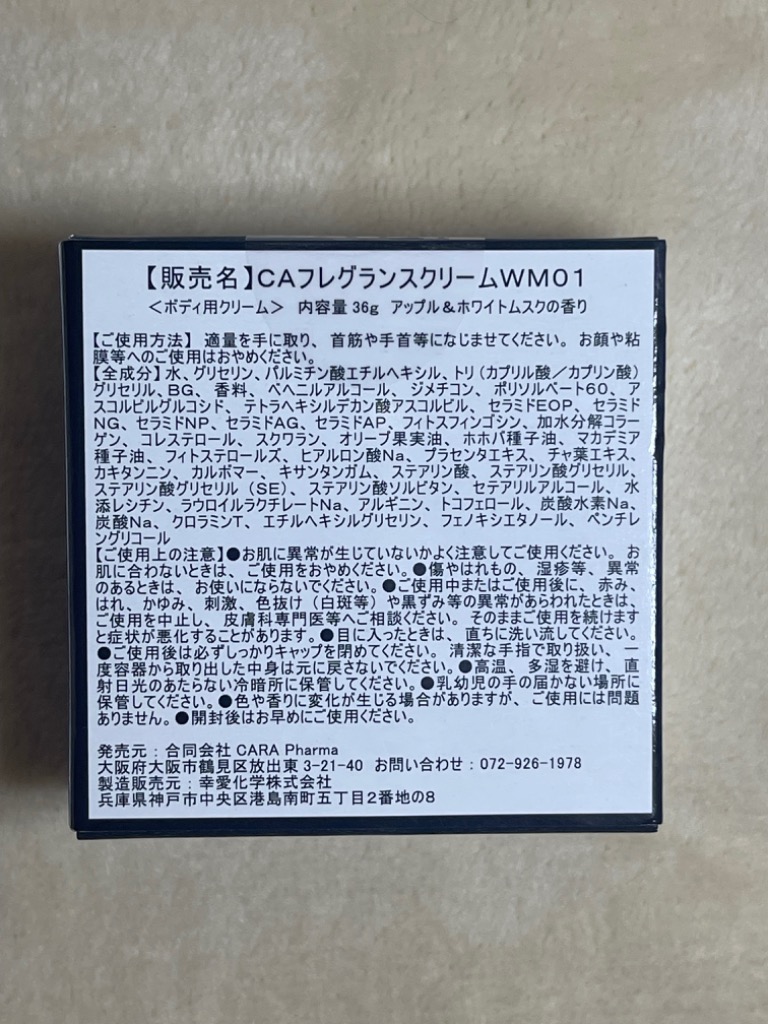 【販売名】CAフレグランスクリームWM01
＜ボディ用クリーム＞ 内容量 36g アップル＆ホワイトムスクの香り
【ご使用方法】 適量を手に取り、首筋や手首等になじませてください。お顔や粘
膜等へのご使用はおやめください。
【全成分】水、グリセリン、パルミチン酸エチルヘキシル、トリ（カプリル酸／カプリン酸）
グリセリル、BG、香料、ベヘニルアルコール、ジメチコン、ポリソルベート60、ア
スコルビルグルコシド、テトラヘキシルデカン酸アスコルビル、セラミドEOP、セラミド
NG、セラミドNP、セラミドAG、セラミドAP、フィトスフィンゴシン、加水分解コラー
ゲン、コレステロール、スクワラン、オリーブ果実油、ホホバ種子油、マカデミア
種子油、フィトステロールズ、ヒアルロン酸Na、プラセンタエキス、チャ葉エキス、
カキタンニン、カルボマー、キサンタンガム、ステアリン酸、ステアリン酸グリセリル、
ステアリン酸グリセリル（SE）、ステアリン酸ソルビタン、セテアリルアルコール、水
添レシチン、ラウロイルラクチレートNa、アルギニン、トコフェロール、炭酸水素Na、
炭酸Na、クロラミンT、エチルヘキシルグリセリン、フェノキシエタノール、ペンチレ
ングリコール
【ご使用上の注意】●お肌に異常が生じていないかよく注意してご使用ください。お
肌に合わないときは、ご使用をおやめください。●傷やはれもの、湿疹等、異常
のあるときは、お使いにならないでください。●ご使用中またはご使用後に、赤み、
はれ、かゆみ、刺激、色抜け（白斑等）や黒ずみ等の異常があらわれたときは、
ご使用を中止し、皮膚科専門医等へご相談ください。そのままご使用を続けます
と症状が悪化することがあります。●目に入ったときは、直ちに洗い流してください。
●ご使用後は必ずしっかりキャップを閉めてください。清潔な手指で取り扱い、一
度容器から取り出した中身は元に戻さないでください。●高温、多湿を避け、直
射日光のあたらない冷暗所に保管してください。●乳幼児の手の届かない場所に
保管してください。●色や香りに変化が生じる場合がありますが、ご使用には問題
ありません。●開封後はお早めにご使用ください。
発売元：合同会社 CARA Pharma
大阪府大阪市鶴見区放出東 3-21-40 お問い合わせ：072-926-1978
製造販売元：幸愛化学株式会社
兵庫県神戸市中央区港島南町五丁目2番地の8